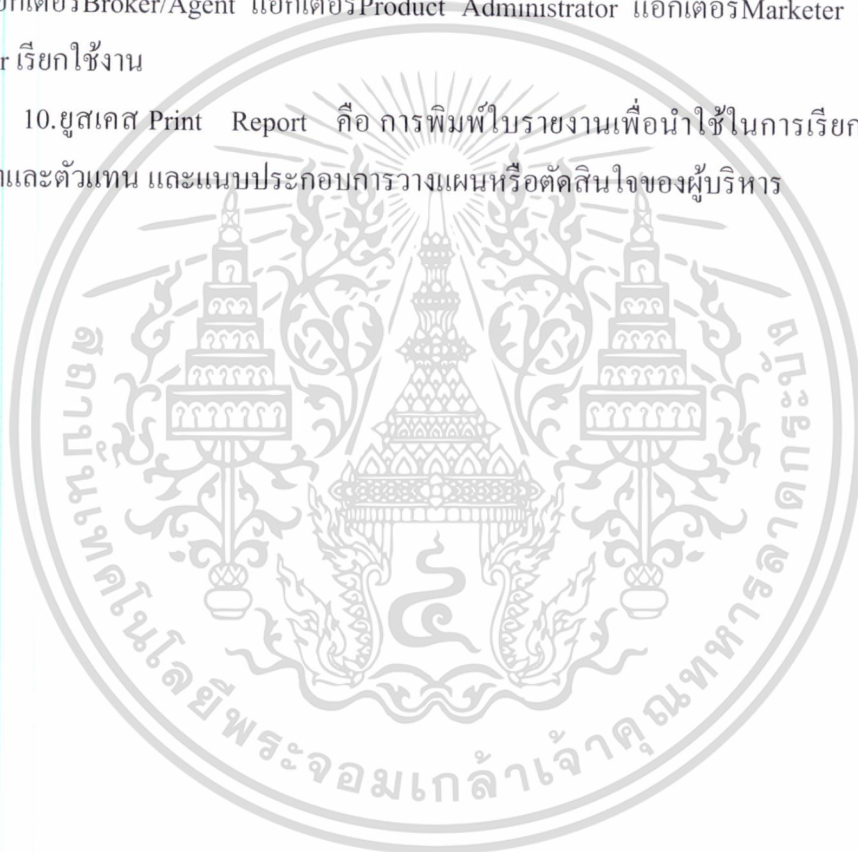 แอกเตอร์Broker/Agent แอกเตอร์Product Administrator แอกเตอร์Marketer
r เรียกใช้งาน
10.ยูสเคส Print Report คือ การพิมพ์ใบรายงานเพื่อนำใช้ในการเรียก
และตัวแทน และแนบประกอบการวางแผนหรือตัดสินใจของผู้บริหาร
สถาบันเทคโนโลยีพระจอมเกล้าเจ้าคุณทหารลาดกระบัง